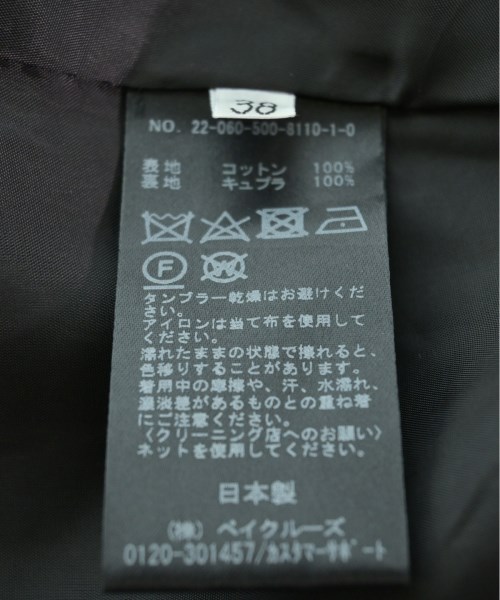 38
NO. 22-060-500-8110-1-0
表地 コットン 100%
裏地 キュプラ 100%
F W
タンブラー乾燥はお避けくだ
さい。
アイロンは当て布を使用して
ください。
濡れたままの状態で擦れると、
色移りすることがあります。
着用中の摩擦や、汗、水濡れ、
濃淡差があるものとの重ね着
にご注意ください。
〈クリーニング店へのお願い〉
ネットを使用してください。
日本製
(株) ベイクルーズ
0120-301457/カスタマーサポート